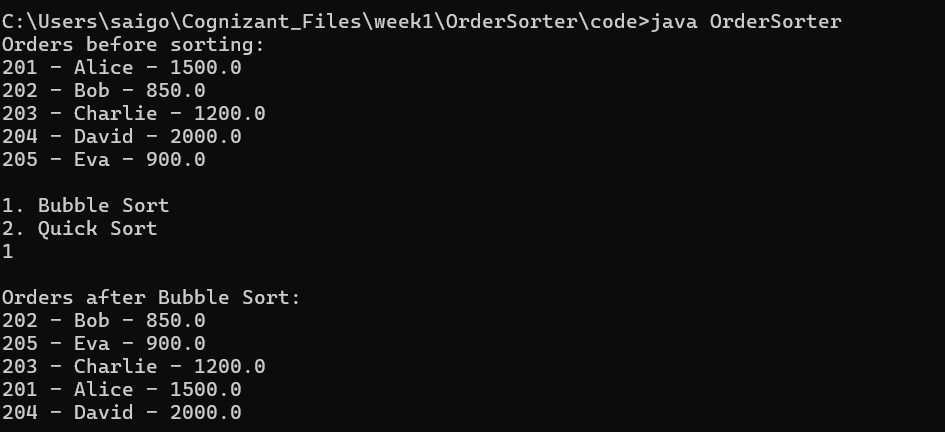 C:\Users\saigo\Cognizant_Files\week1\OrderSorter\code>java OrderSorter
Orders before sorting:
201 - Alice - 1500.0
202 - Bob - 850.0
203 - Charlie - 1200.0
204 - David - 2000.0
205 - Eva - 900.0

1. Bubble Sort
2. Quick Sort
1

Orders after Bubble Sort:
202 - Bob - 850.0
205 - Eva - 900.0
203 - Charlie - 1200.0
201 - Alice - 1500.0
204 - David - 2000.0